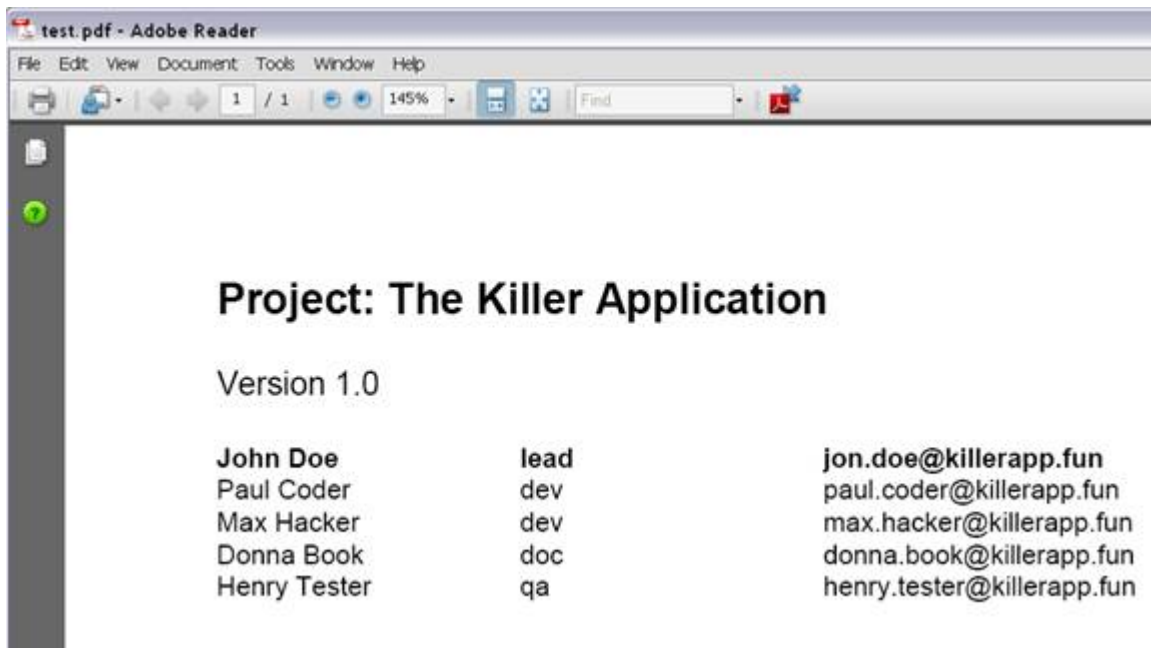 test.pdf - Adobe Reader
File Edit View Document Tools Window Help
1 / 1 145% Find
Project: The Killer Application
Version 1.0
John Doe lead jon.doe@killerapp.fun
Paul Coder dev paul.coder@killerapp.fun
Max Hacker dev max.hacker@killerapp.fun
Donna Book doc donna.book@killerapp.fun
Henry Tester qa henry.tester@killerapp.fun